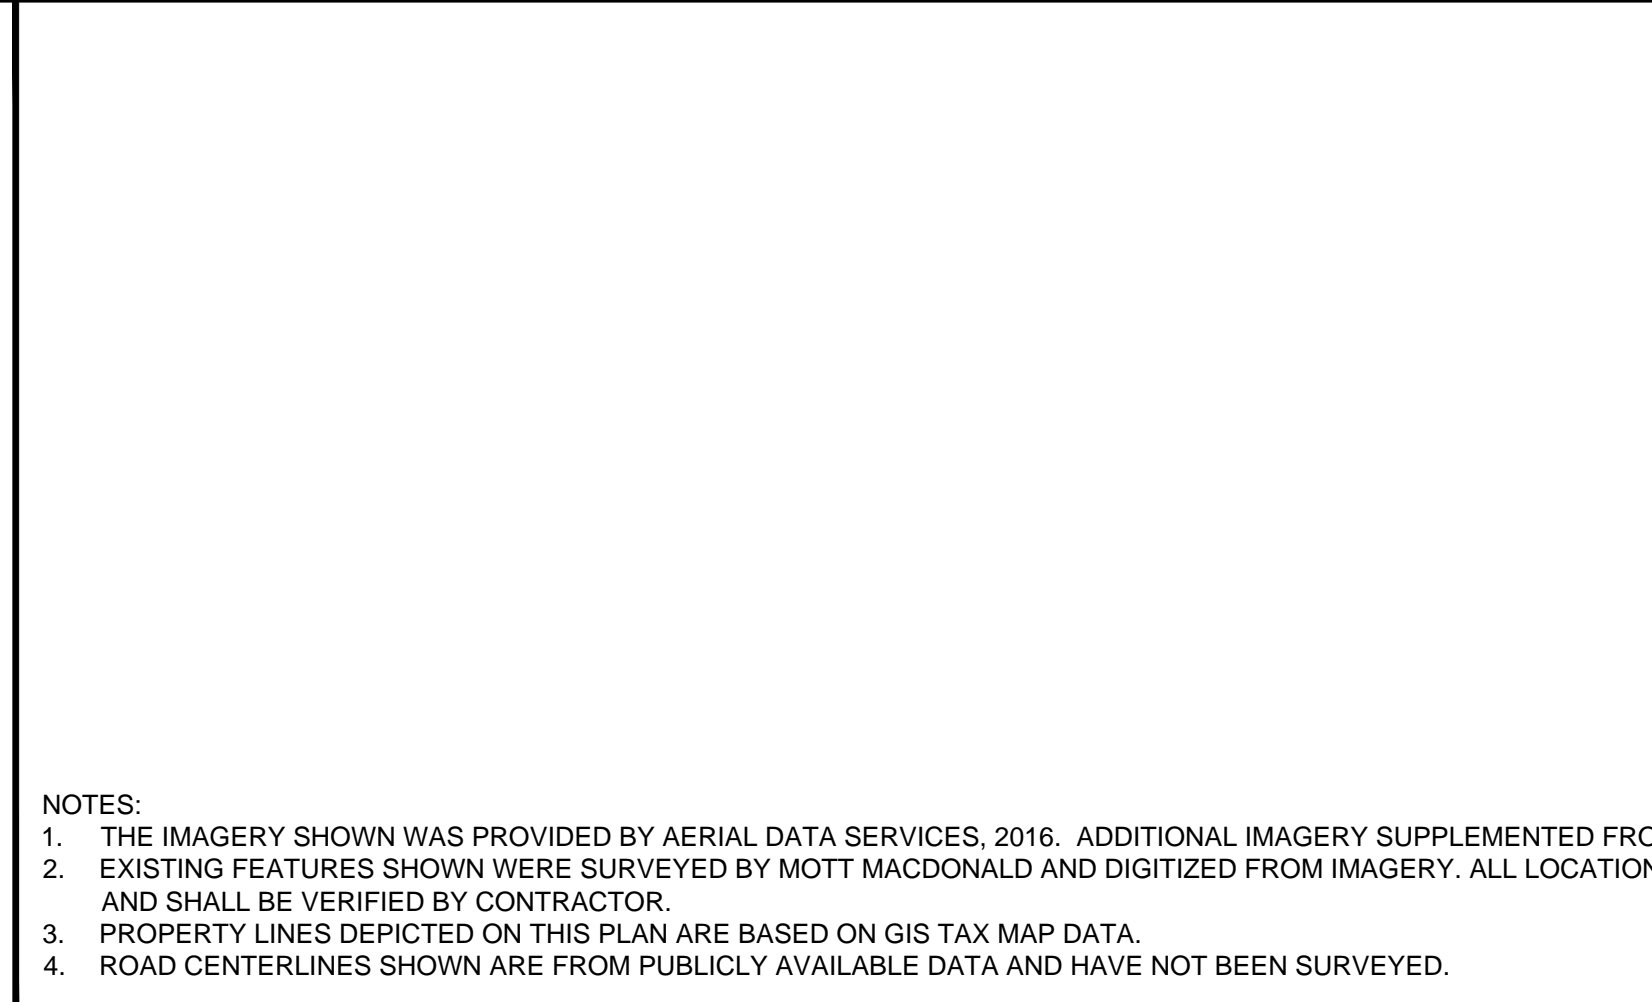 NOTES:
1. THE IMAGERY SHOWN WAS PROVIDED BY AERIAL DATA SERVICES, 2016. ADDITIONAL IMAGERY SUPPLEMENTED FRO
2. EXISTING FEATURES SHOWN WERE SURVEYED BY MOTT MACDONALD AND DIGITIZED FROM IMAGERY. ALL LOCATION
AND SHALL BE VERIFIED BY CONTRACTOR.
3. PROPERTY LINES DEPICTED ON THIS PLAN ARE BASED ON GIS TAX MAP DATA.
4. ROAD CENTERLINES SHOWN ARE FROM PUBLICLY AVAILABLE DATA AND HAVE NOT BEEN SURVEYED.